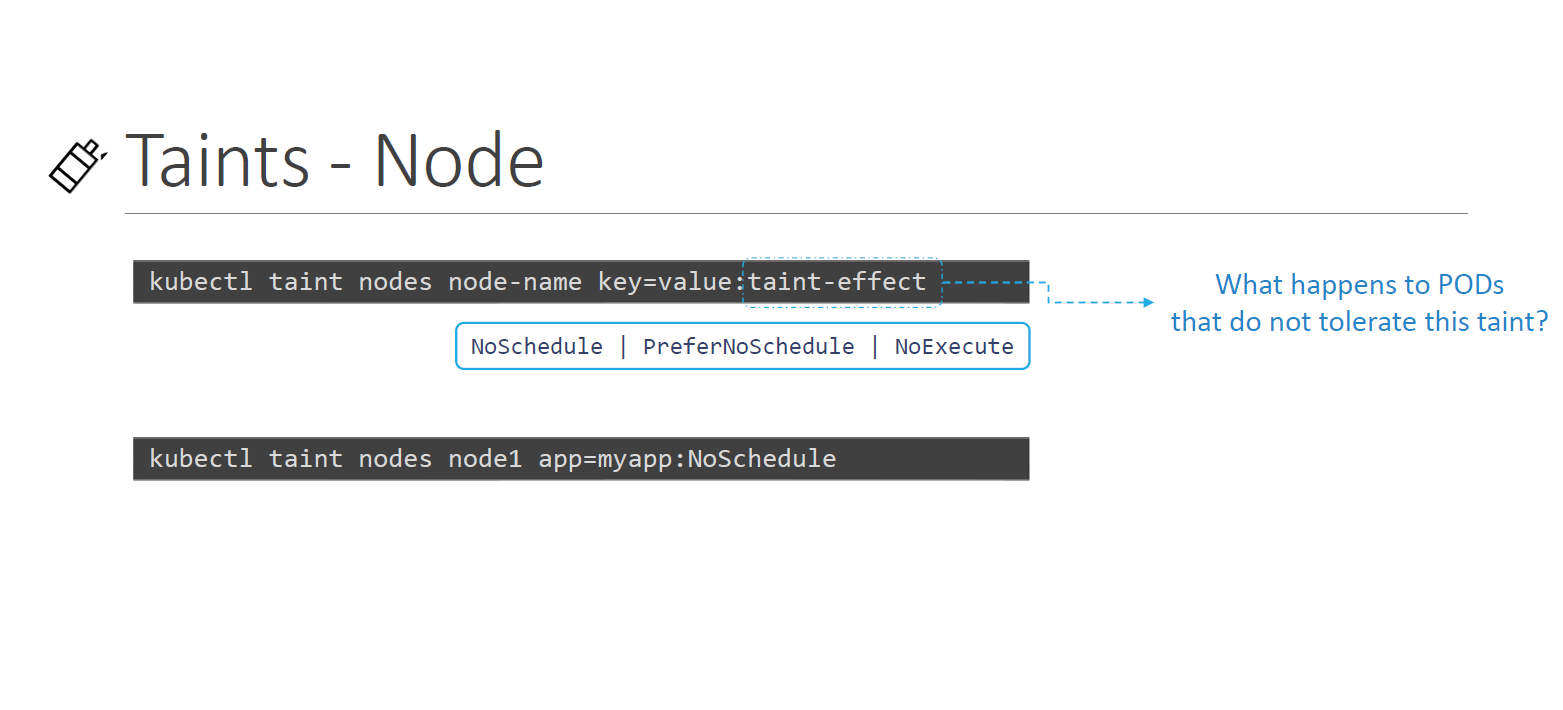 Taints - Node
kubectl taint nodes node-name key=value:taint-effect
What happens to PODs
that do not tolerate this taint?
NoSchedule | PreferNoSchedule | NoExecute
kubectl taint nodes node1 app=myapp:NoSchedule